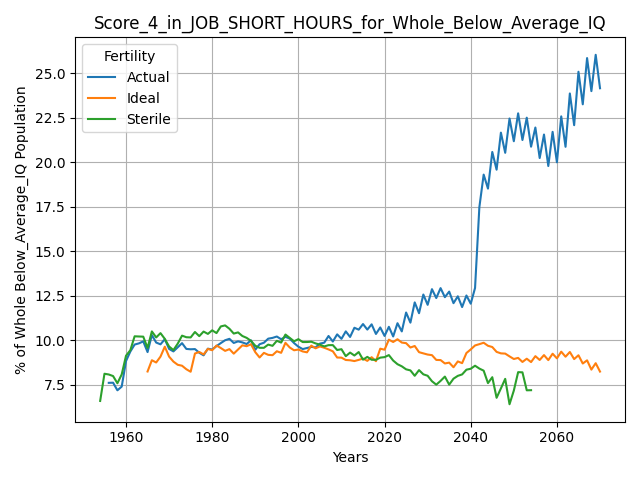 Score_4_in_JOB_SHORT_HOURS_for_Whole_Below_Average_IQ
Fertility
Actual
Ideal
Sterile
% of Whole Below_Average_IQ Population
25.0
22.5
20.0
17.5
15.0
12.5
10.0
7.5
1960 1980 2000 2020 2040 2060
Years